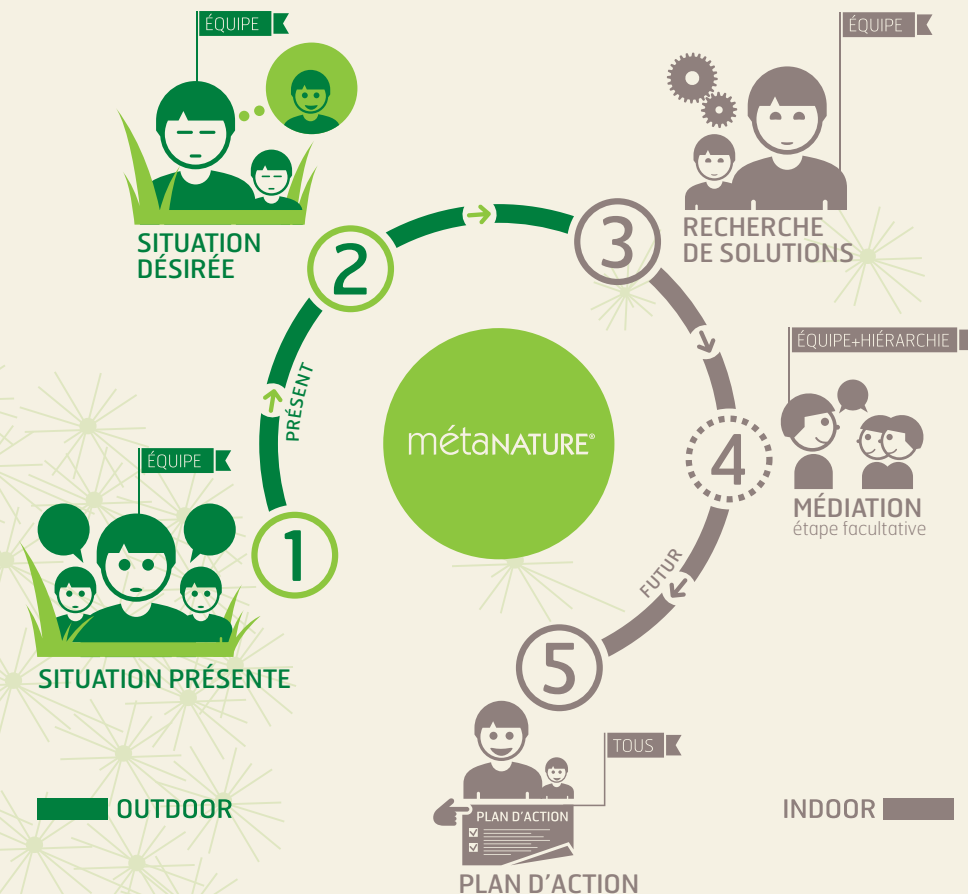 ÉQUIPE
SITUATION
DÉSIRÉE
2
ÉQUIPE
3
RECHERCHE
DE SOLUTIONS
PRÉSENT
métaNATURE®
ÉQUIPE+HIÉRARCHIE
4
MÉDIATION
étape facultative
ÉQUIPE
1
SITUATION PRÉSENTE
FUTUR
5
TOUS
PLAN D'ACTION
PLAN D'ACTION
OUTDOOR
INDOOR